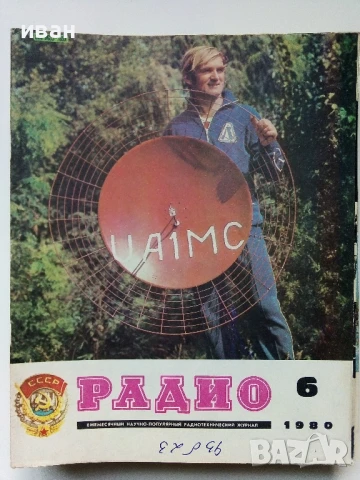 иван
UA1MC
СССР
РАДИО 6
ЕЖЕМЕСЯЧНЫЙ НАУЧНО-ПОПУЛЯРНЫЙ РАДИОТЕХНИЧЕСКИЙ ЖУРНАЛ 1980
BAZAR